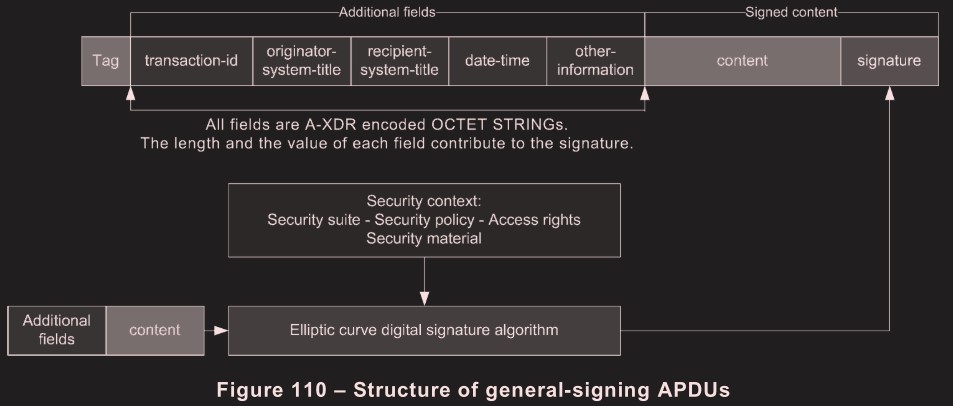 Additional fields
Signed content
Tag
transaction-id
originator-
system-title
recipient-
system-title
date-time
other-
information
content
signature
All fields are A-XDR encoded OCTET STRINGs.
The length and the value of each field contribute to the signature.
Security context:
Security suite - Security policy - Access rights
Security material
Additional
fields
content
Elliptic curve digital signature algorithm
Figure 110 – Structure of general-signing APDUs